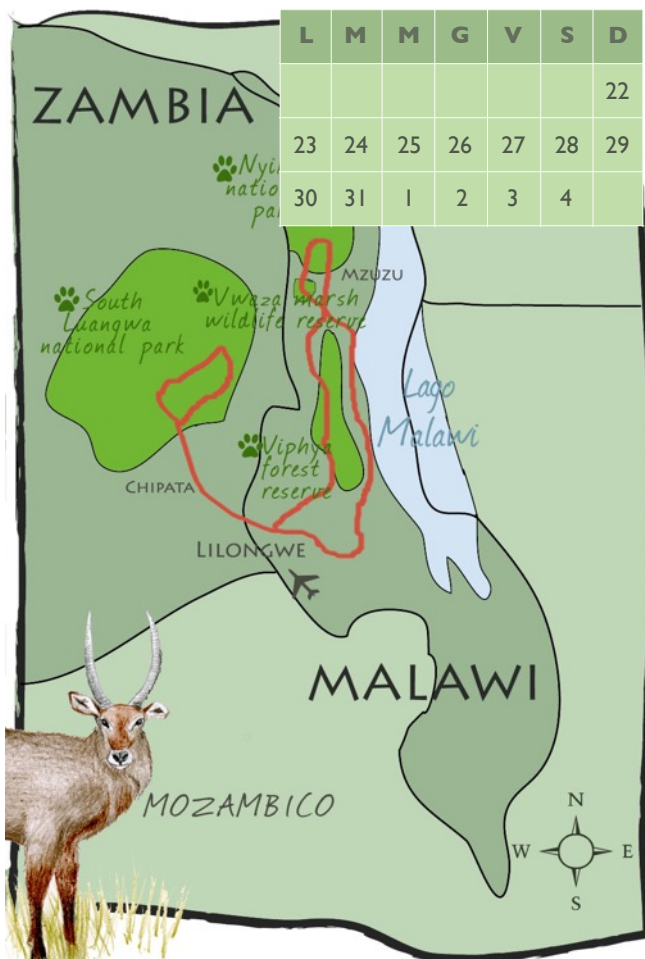 L M M G V S D
22
23 24 25 26 27 28 29
30 31 1 2 3 4
ZAMBIA
MZUZU
South
Luangwa
national park
Vwaza marsh
wildlife reserve
Lago
Malawi
Viphya
forest
reserve
CHIPATA
LILONGWE
MALAWI
MOZAMBICO
N
W E
S